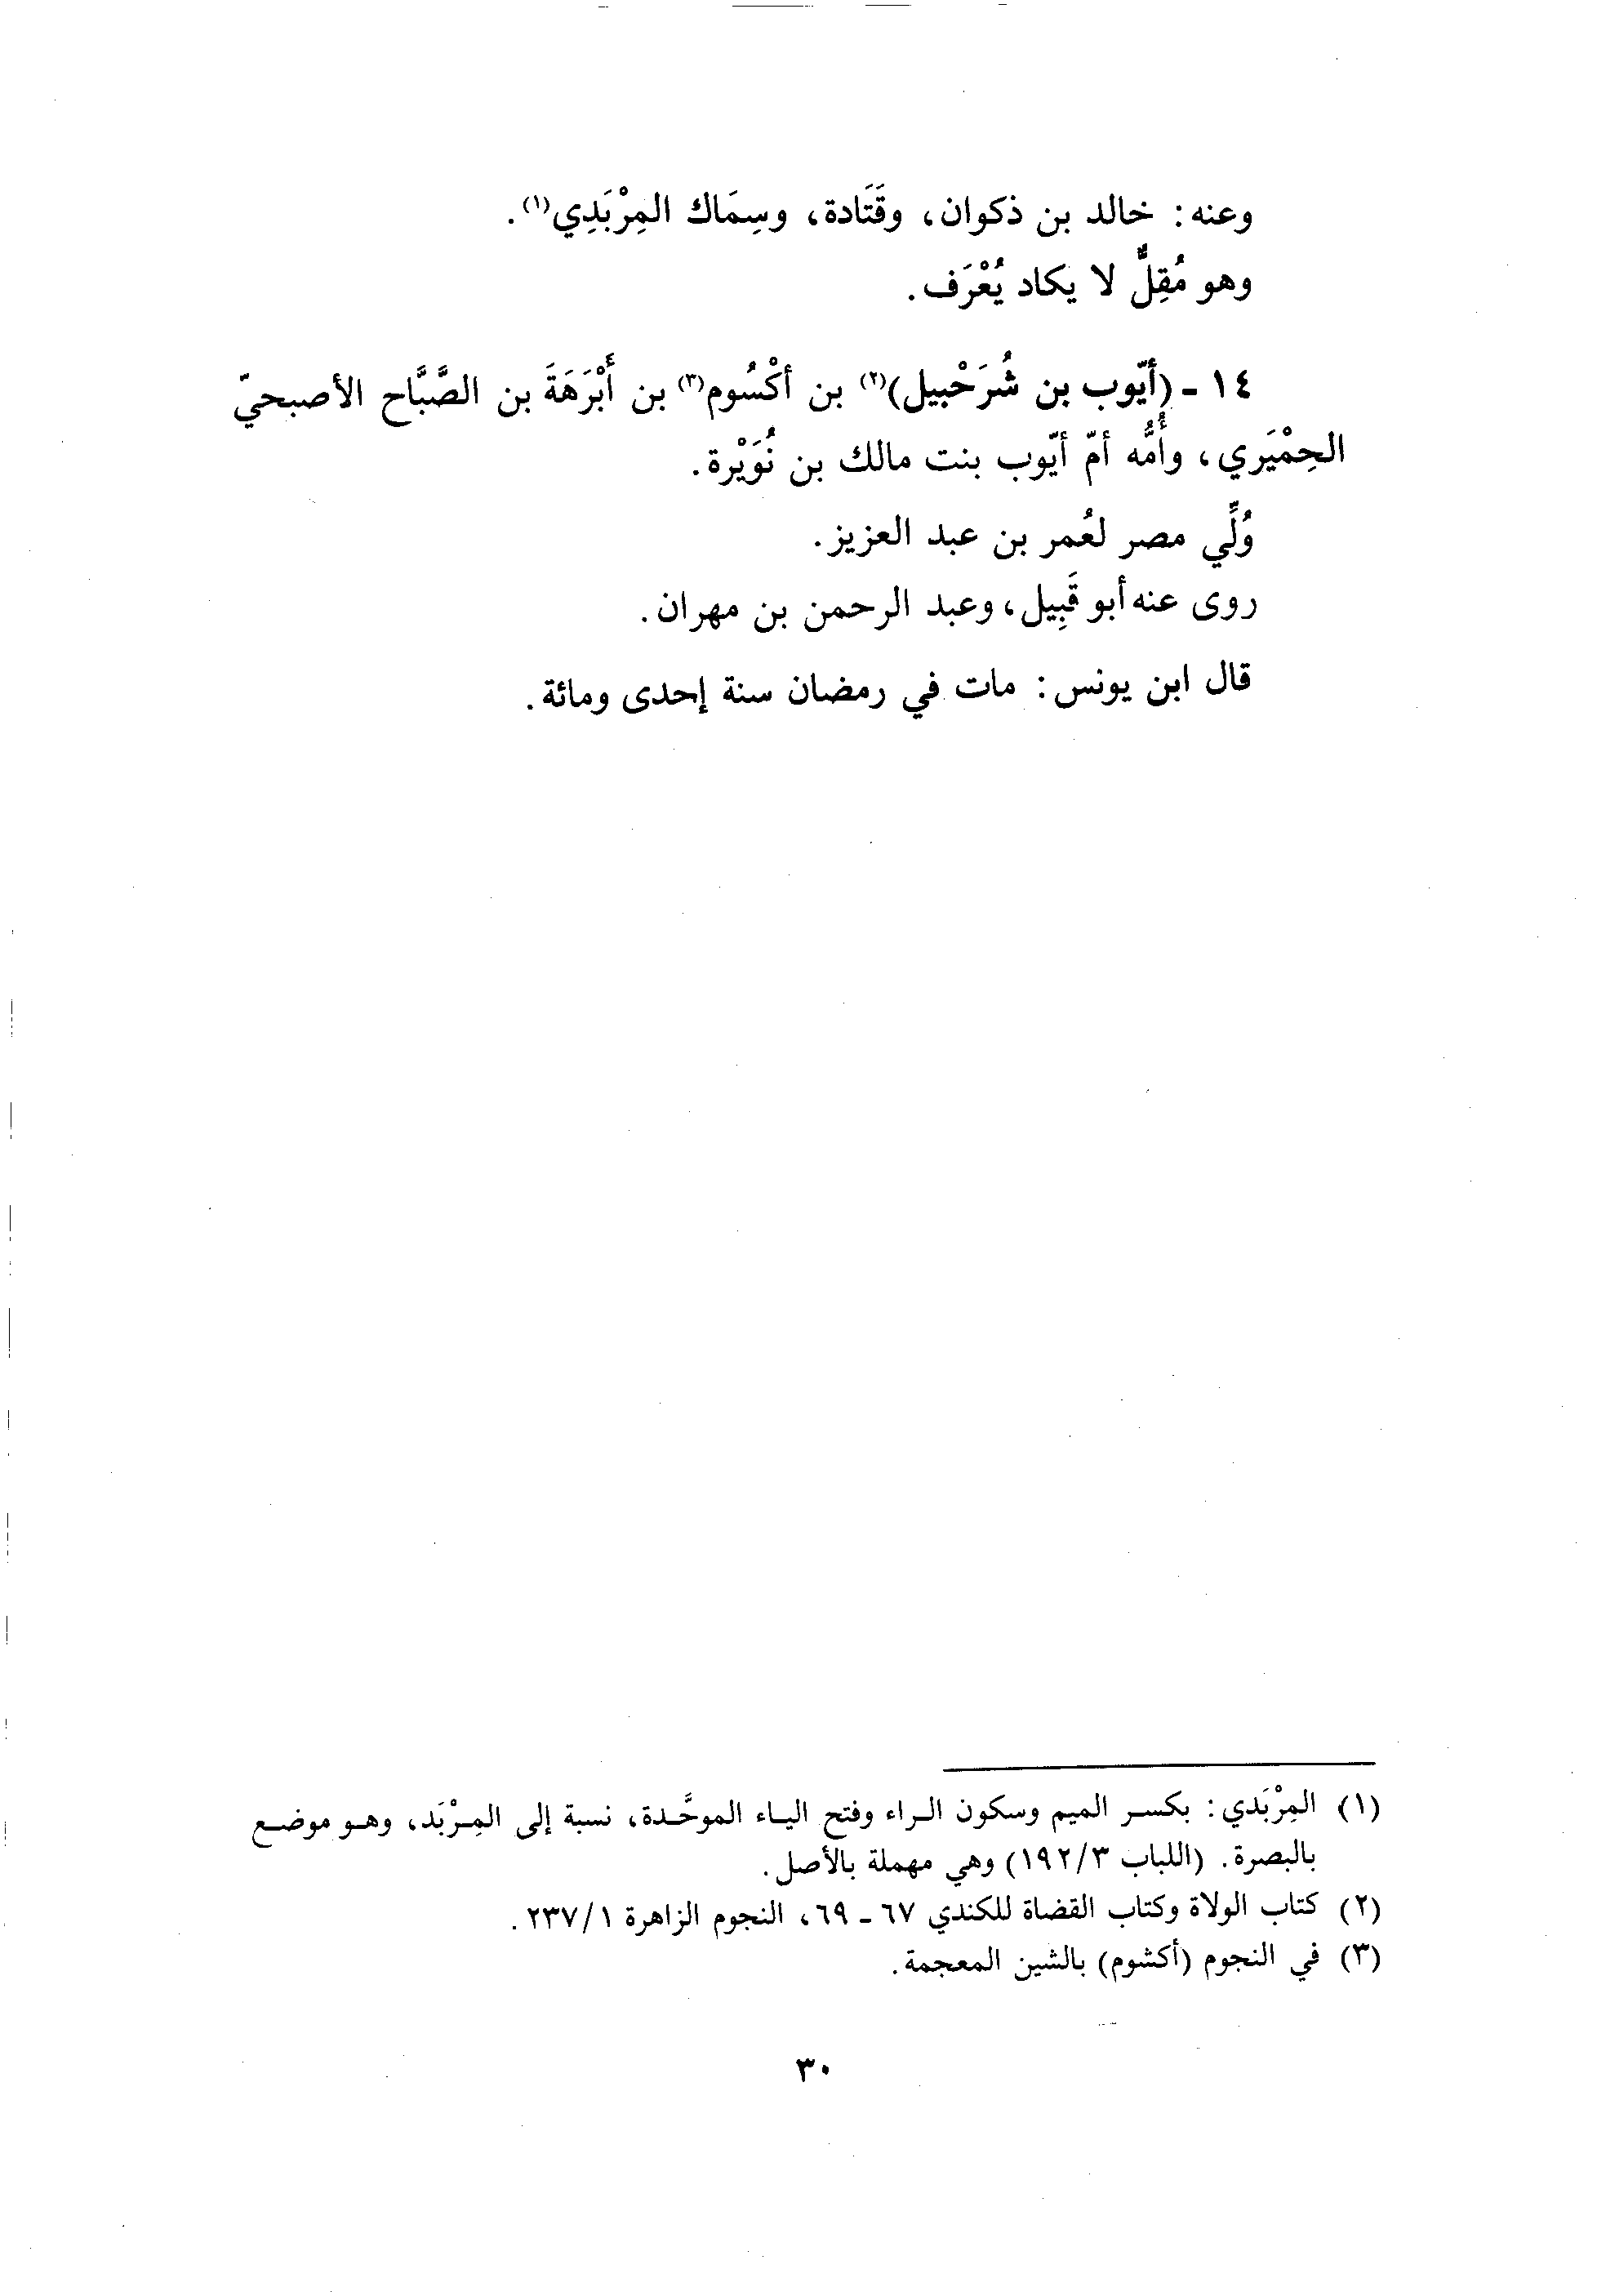 وعنه: خالد بن ذكوان، وقَتَادة، وسِمَاك المِرْبَدِي(١).
وهو مُقِلٌّ لا يكاد يُعْرَف.
١٤ ـ (أيّوب بن شُرَحْبيل)(٢) بن أكْسُوم(٣) بن أَبْرَهَةَ بن الصَّبَّاح الأصبحيّ
الحِمْيَري، وأُمُّه أمّ أيّوب بنت مالك بن نُوَيْرة.
وُلِّي مصر لعُمر بن عبد العزيز.
روى عنه أبو قَبِيل، وعبد الرحمن بن مهران.
قال ابن يونس: مات في رمضان سنة إحدى ومائة.
(١) المِرْبَدي: بكسر الميم وسكون الراء وفتح الياء الموحَّدة، نسبة إلى المِرْبَد، وهو موضع
بالبصرة. (اللباب ١٩٢/٣) وهي مهملة بالأصل.
(٢) كتاب الولاة وكتاب القضاة للكندي ٦٧ ـ ٦٩، النجوم الزاهرة ٢٣٧/١.
(٣) في النجوم (أكشوم) بالشين المعجمة.
٣٠